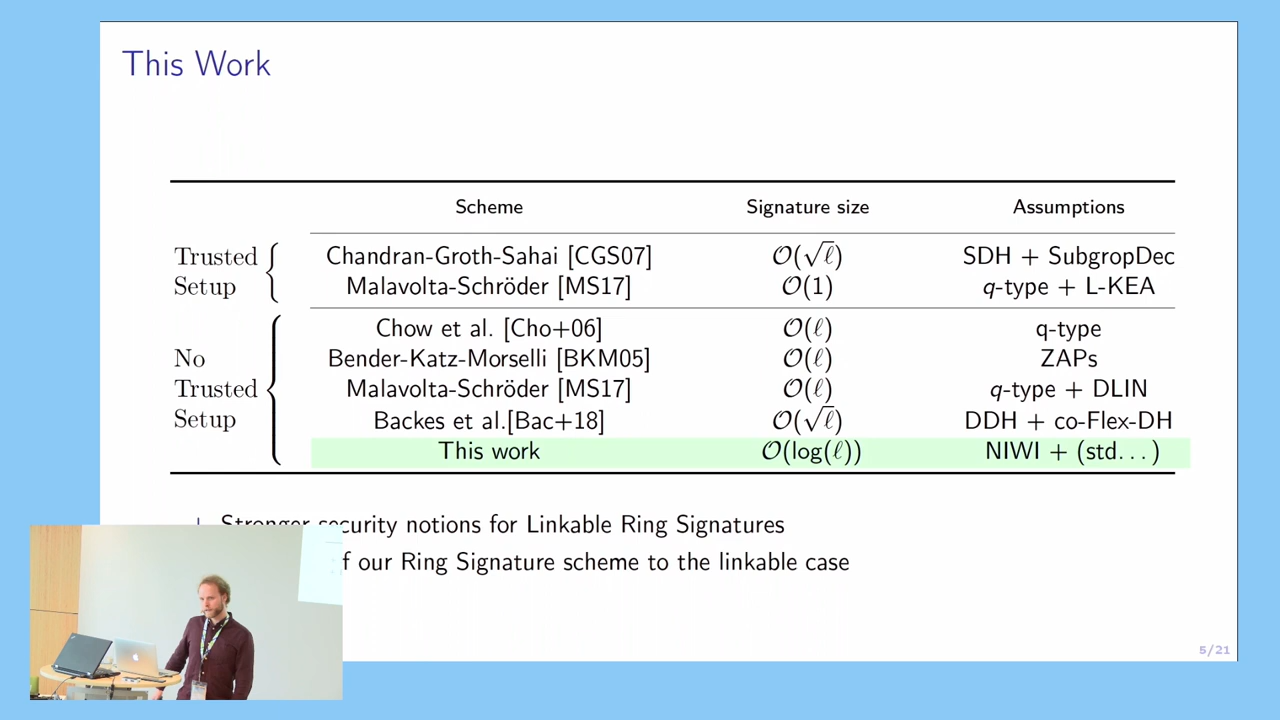 This Work
Scheme Signature size Assumptions
Trusted Setup
Chandran-Groth-Sahai [CGS07] O(√ℓ) SDH + SubgropDec
Malavolta-Schröder [MS17] O(1) q-type + L-KEA
No Trusted Setup
Chow et al. [Cho+06] O(ℓ) q-type
Bender-Katz-Morselli [BKM05] O(ℓ) ZAPs
Malavolta-Schröder [MS17] O(ℓ) q-type + DLIN
Backes et al.[Bac+18] O(√ℓ) DDH + co-Flex-DH
This work O(log(ℓ)) NIWI + (std...)
Stronger security notions for Linkable Ring Signatures
our Ring Signature scheme to the linkable case
5/21